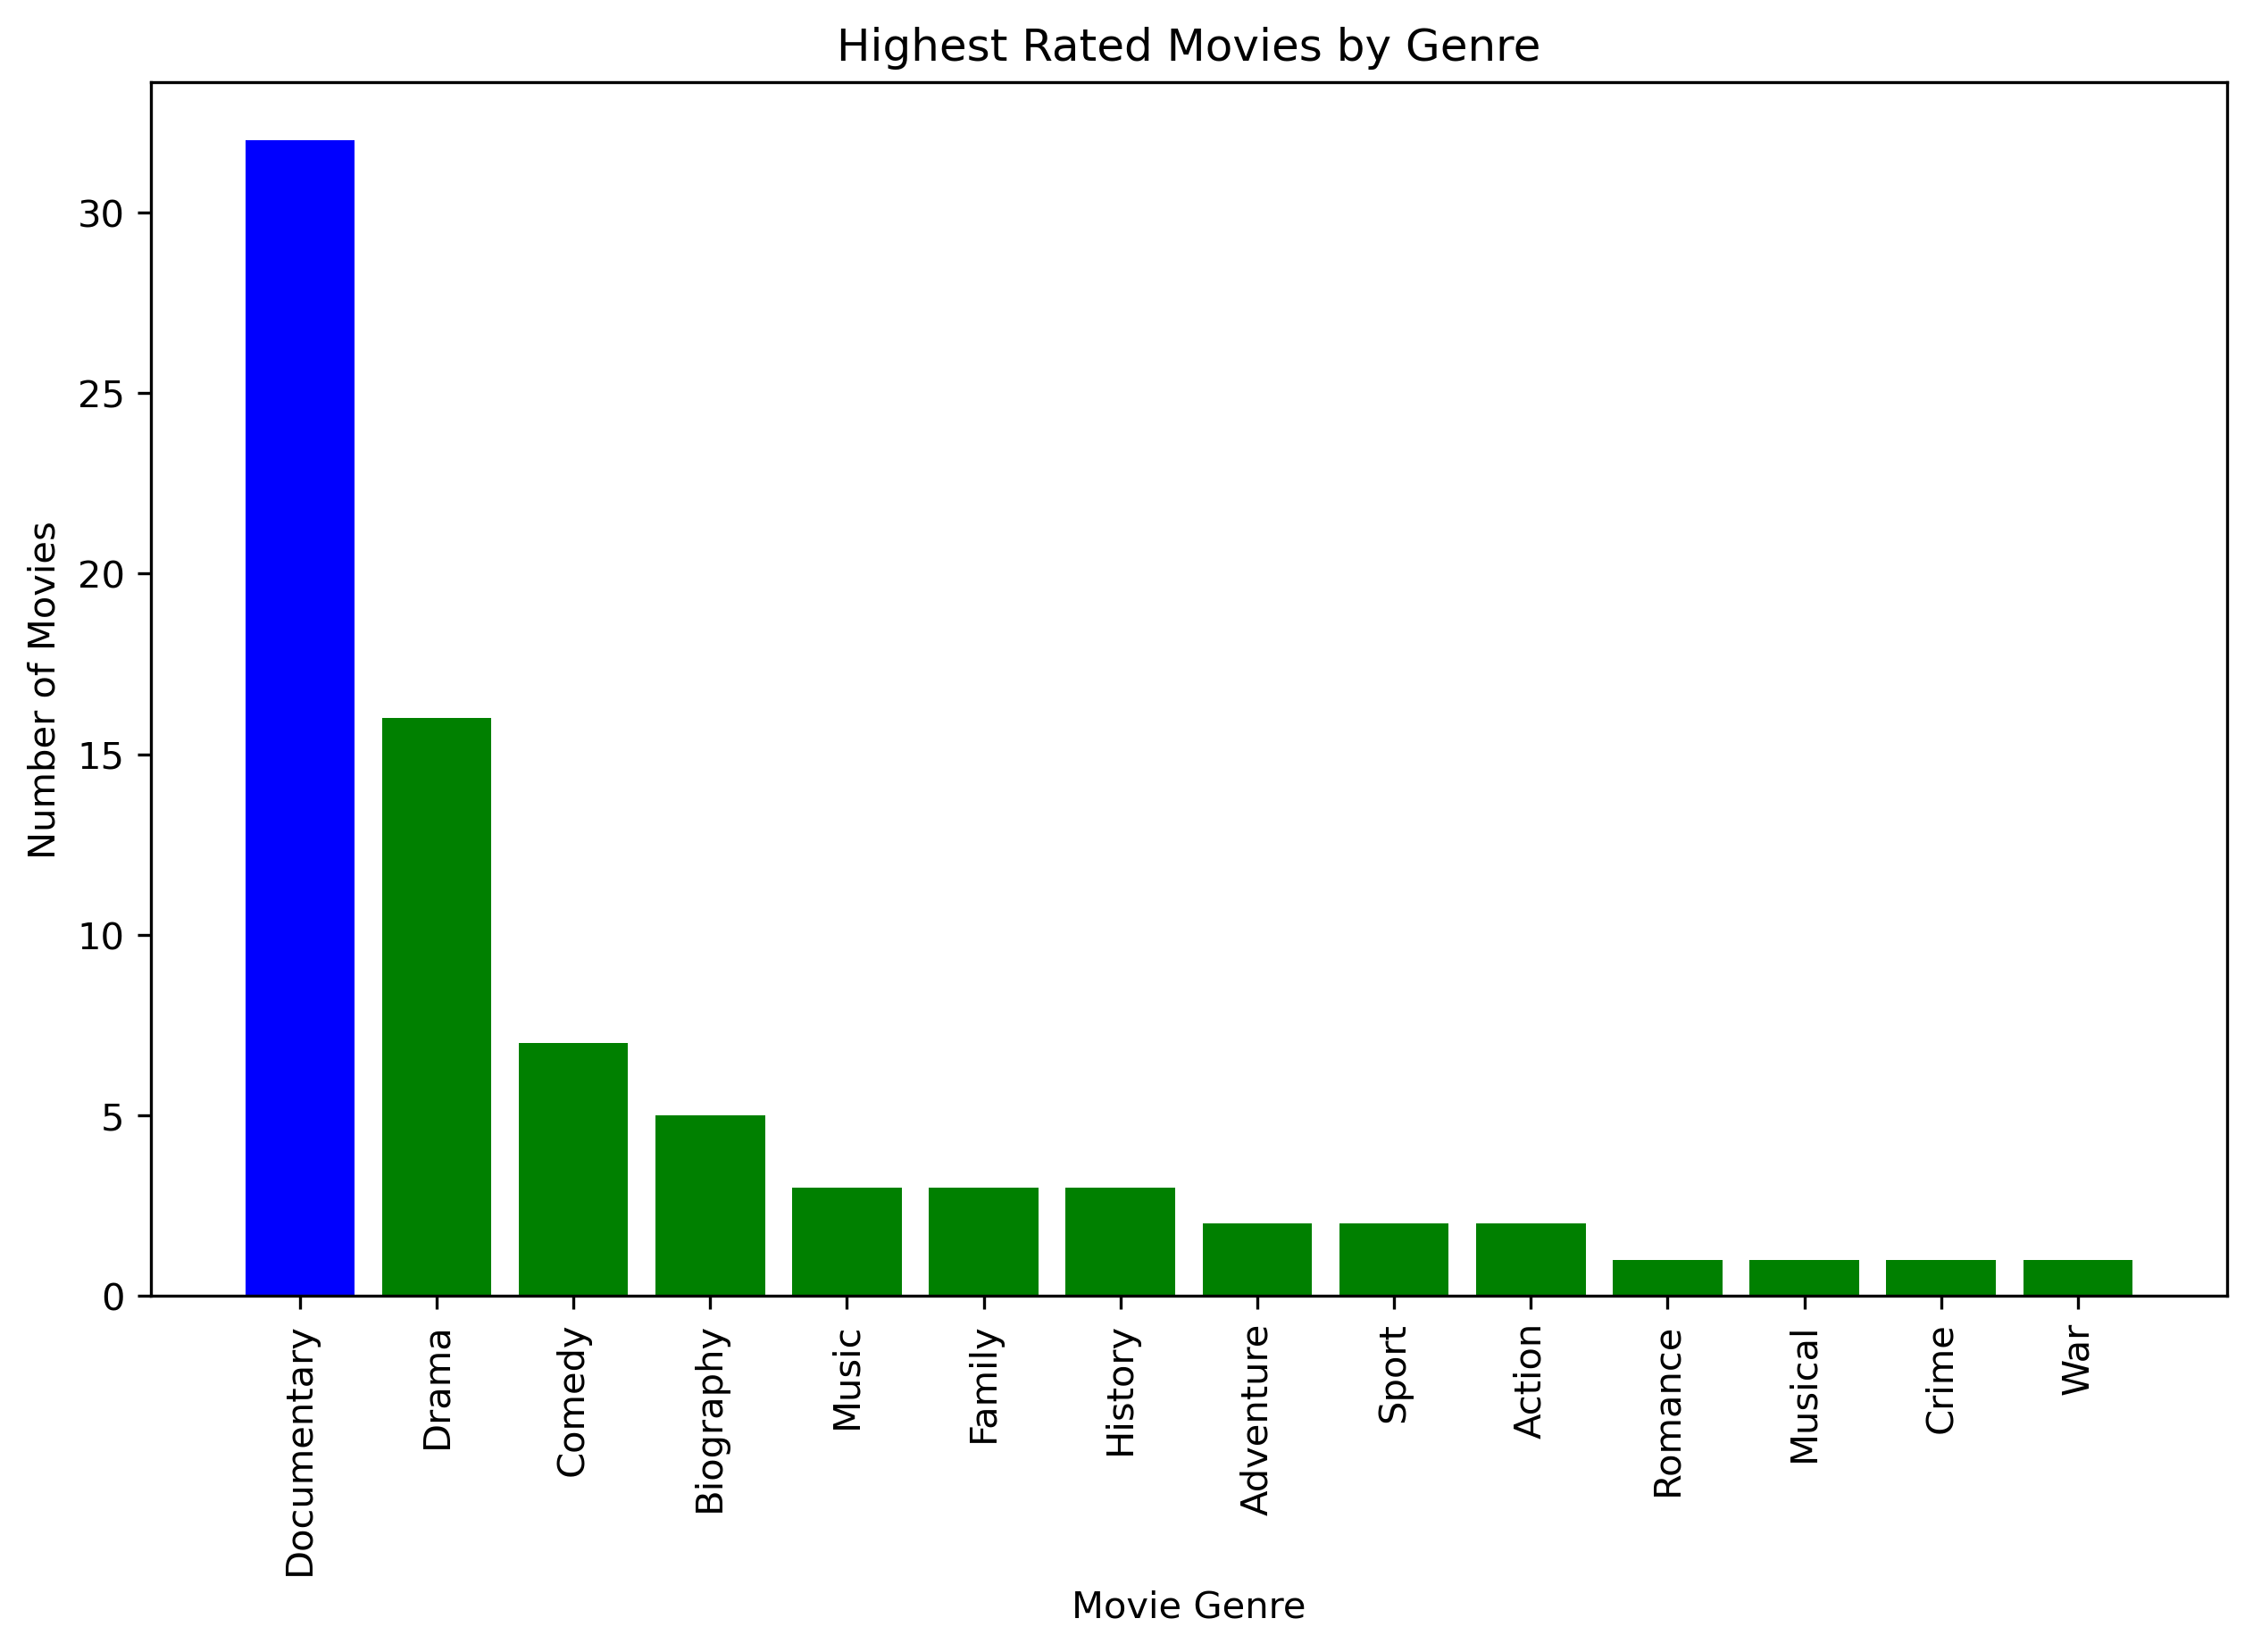 Highest Rated Movies by Genre
Number of Movies
30
25
20
15
10
5
0
Documentary
Drama
Comedy
Biography
Music
Family
History
Adventure
Sport
Action
Romance
Musical
Crime
War
Movie Genre